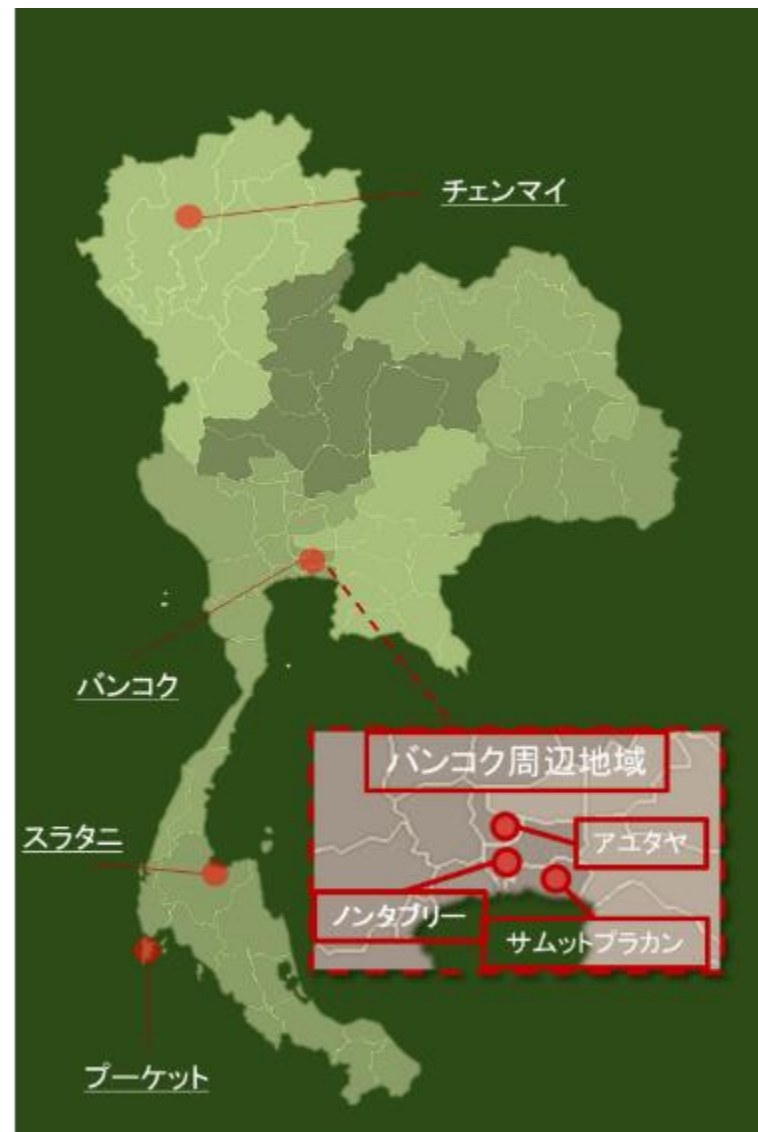 チェンマイ
バンコク
バンコク周辺地域
アユタヤ
ノンタブリー
サムットプラカン
スラタニ
プーケット